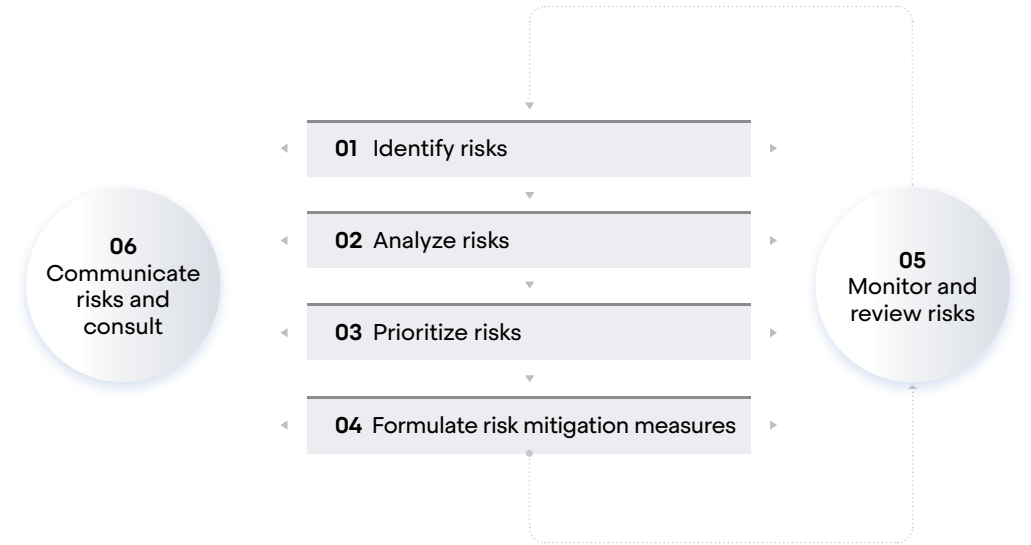 01 Identify risks
02 Analyze risks
03 Prioritize risks
04 Formulate risk mitigation measures
05
Monitor and
review risks
06
Communicate
risks and
consult